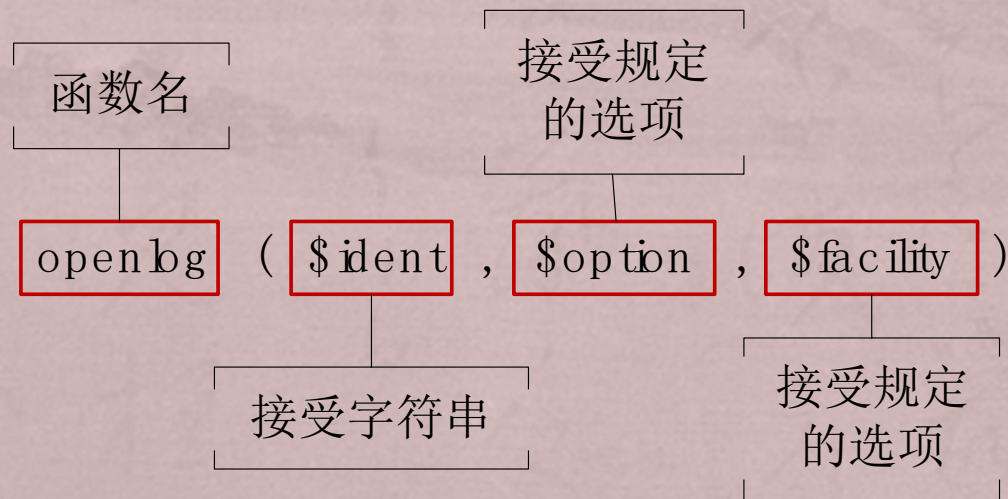 函数名
接受规定
的选项
openlog ( $ident , $option , $facility )
接受字符串
接受规定
的选项